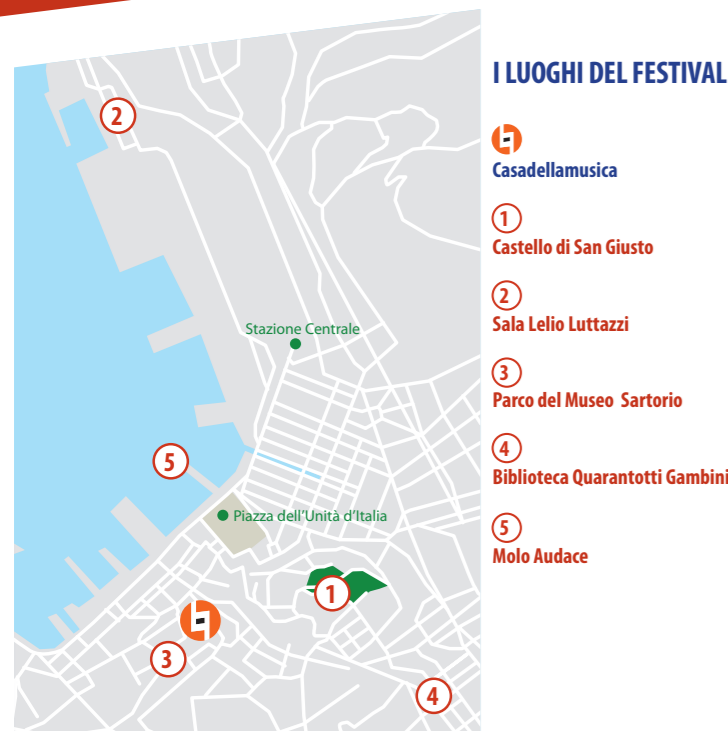 I LUOGHI DEL FESTIVAL
Casadellamusica
1
Castello di San Giusto
2
Sala Lelio Luttazzi
3
Parco del Museo Sartorio
4
Biblioteca Quarantotti Gambini
5
Molo Audace
2
Stazione Centrale
5
Piazza dell'Unità d'Italia
1
3
4